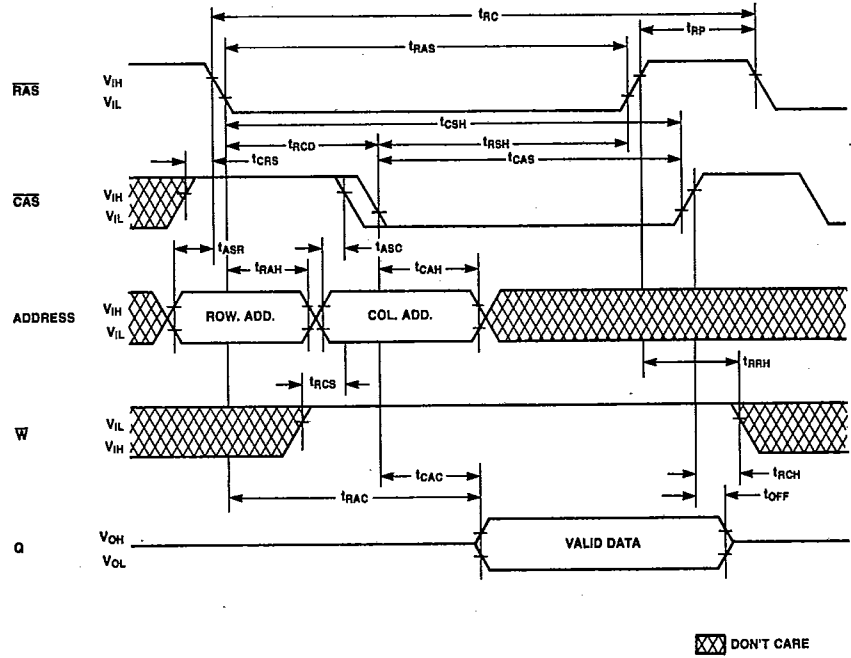 tRC
tRAS
tRP
RAS
VIH
VIL
tCSH
tRCD
tRSH
tCRS
tCAS
CAS
VIH
VIL
tASR
tASC
tRAH
tCAH
ADDRESS
VIH
VIL
ROW. ADD.
COL. ADD.
tRRH
tRCS
W
VIL
VIH
tCAC
tRCH
tRAC
tOFF
Q
VOH
VOL
VALID DATA
DON'T CARE